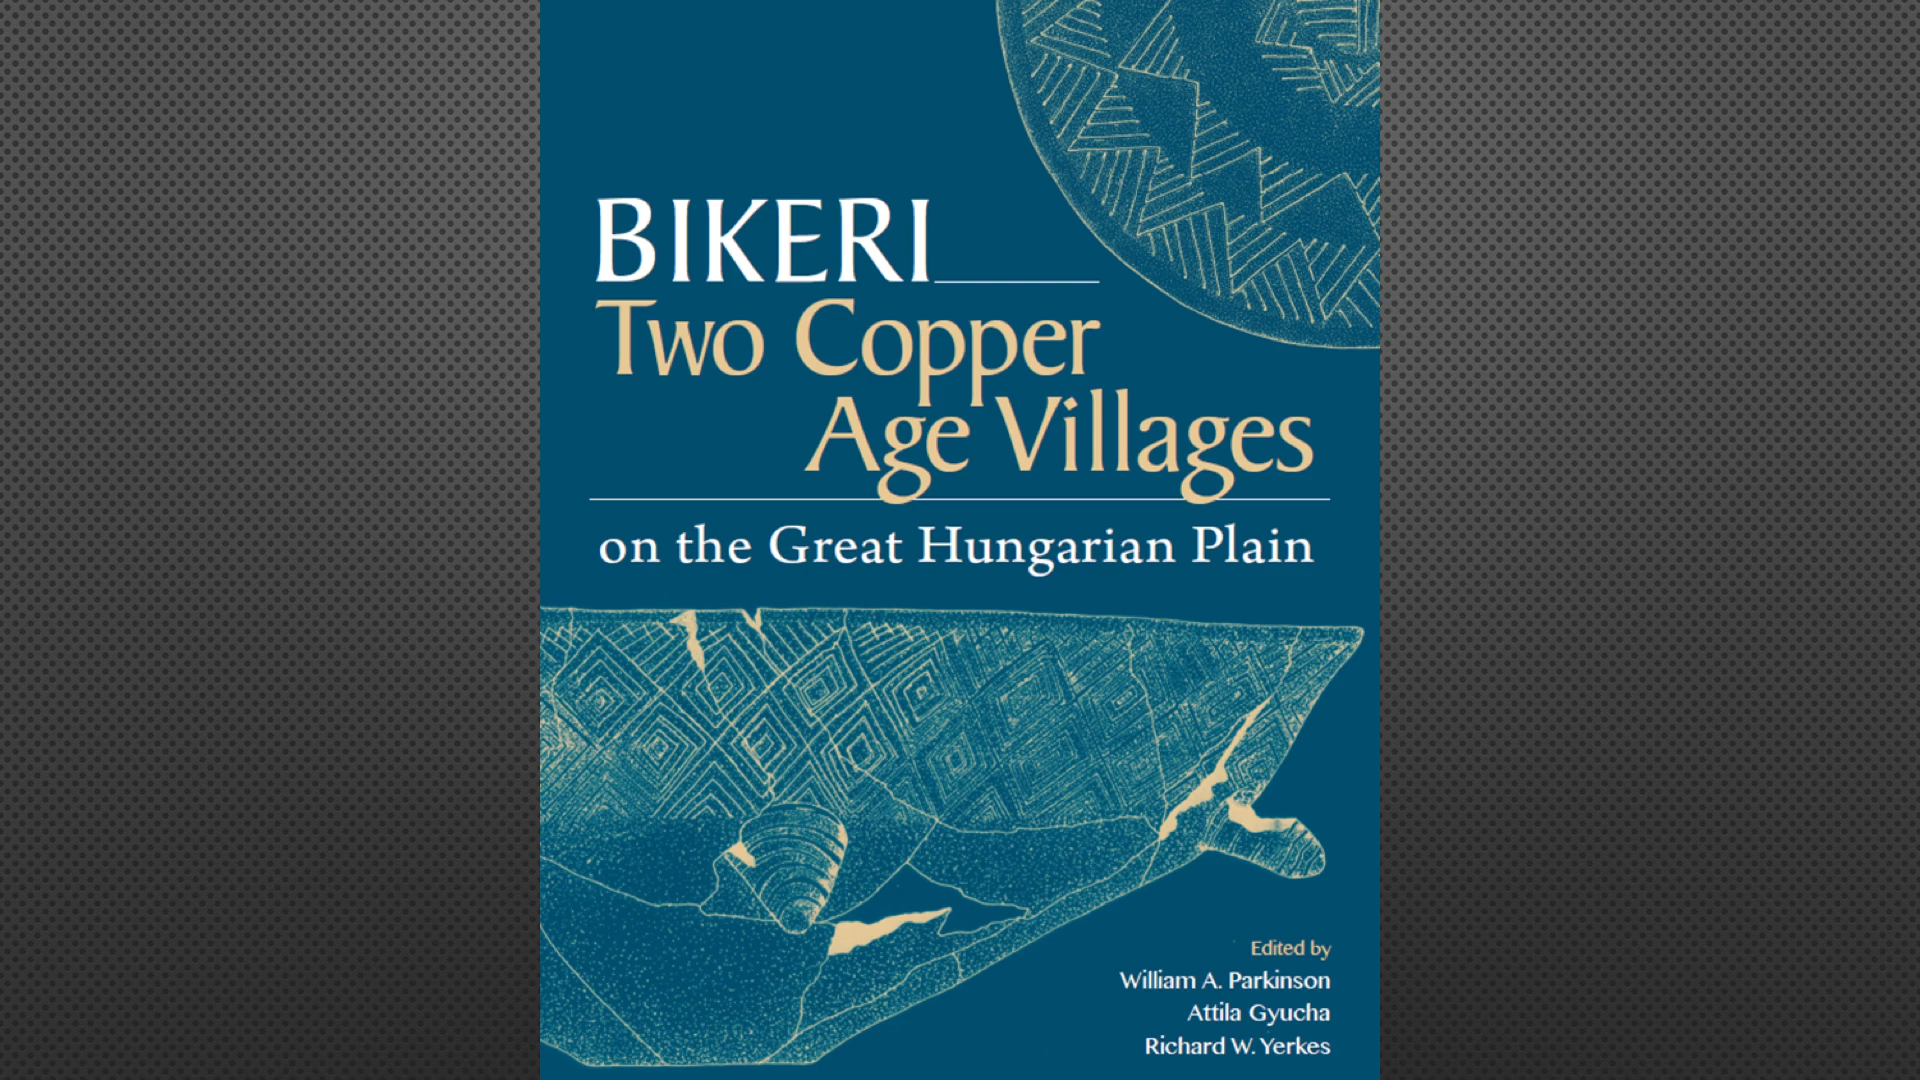 BIKERI
Two Copper
Age Villages
on the Great Hungarian Plain
Edited by
William A. Parkinson
Attila Gyucha
Richard W. Yerkes